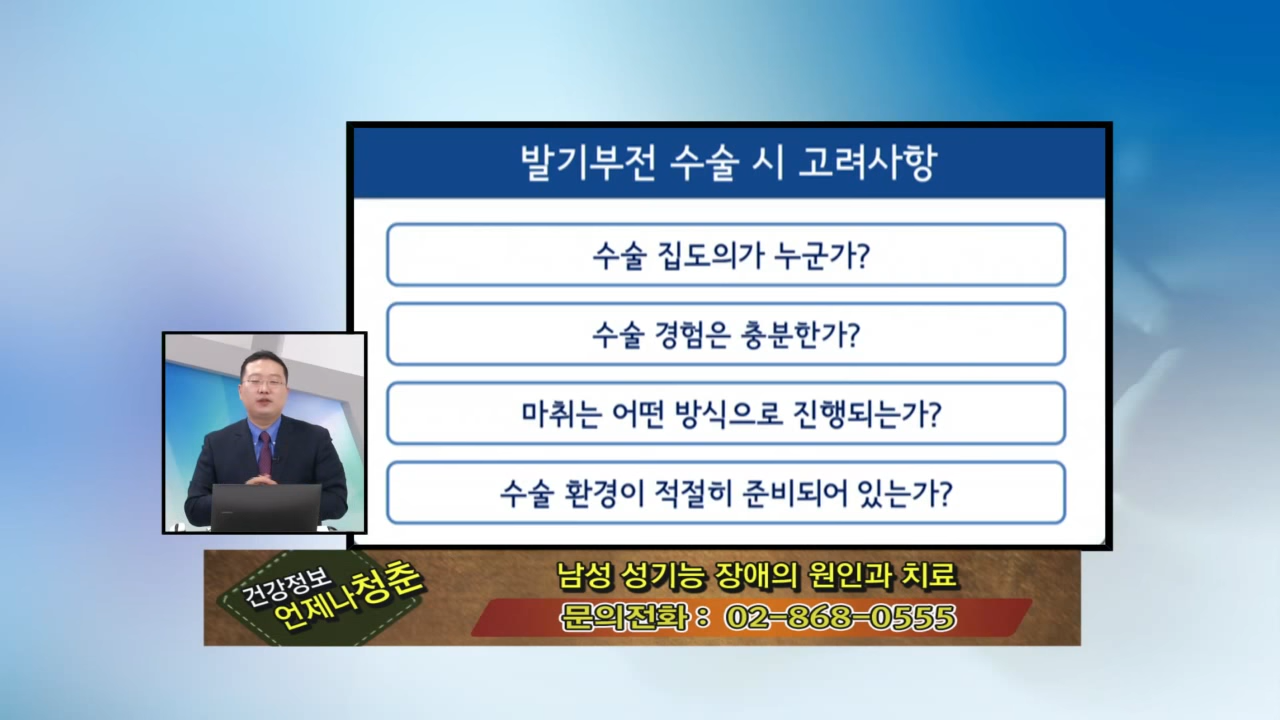 발기부전 수술 시 고려사항
수술 집도의가 누군가?
수술 경험은 충분한가?
마취는 어떤 방식으로 진행되는가?
수술 환경이 적절히 준비되어 있는가?
건강정보
언제나청춘
남성 성기능 장애의 원인과 치료
문의전화 : 02-868-0555